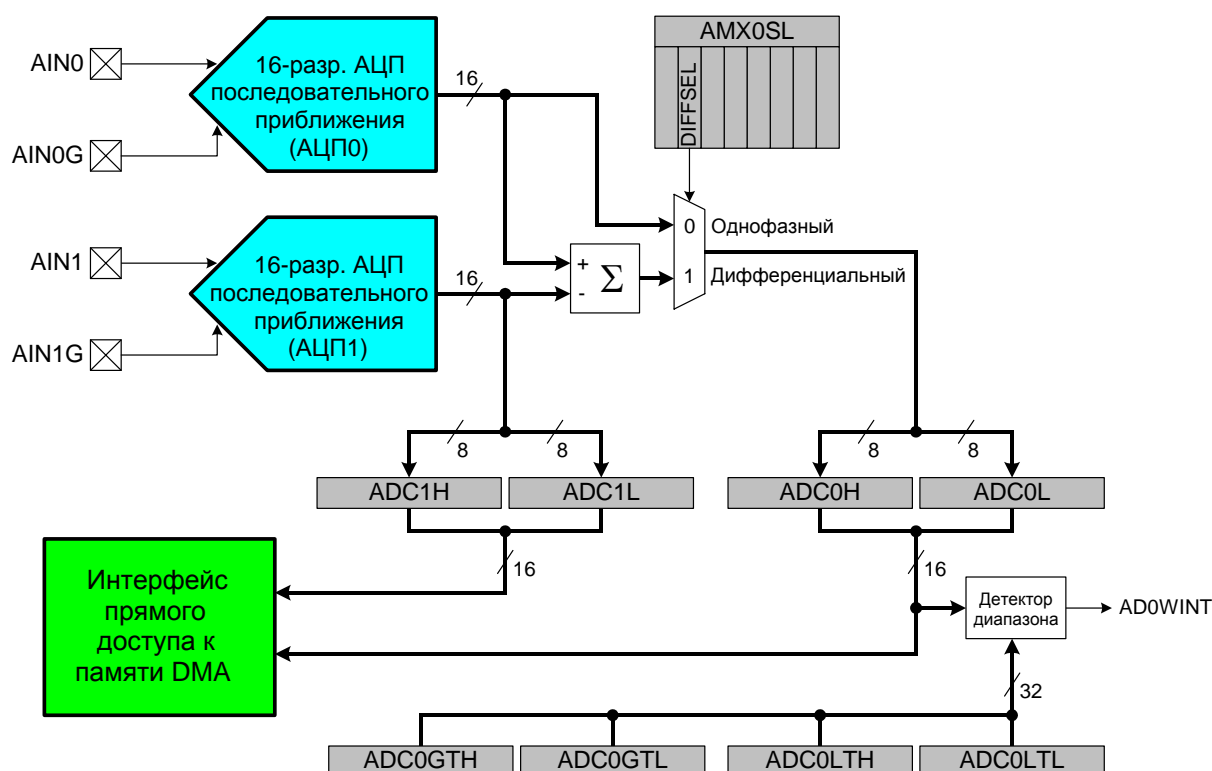 AMX0SL
DIFFSEL
AIN0
AIN0G
16-разр. АЦП
последовательного
приближения
(АЦП0)
16
AIN1
AIN1G
16-разр. АЦП
последовательного
приближения
(АЦП1)
16
+
-
Σ
0
Однофазный
1
Дифференциальный
8
8
8
8
ADC1H
ADC1L
ADC0H
ADC0L
16
16
Интерфейс
прямого
доступа к
памяти DMA
Детектор
диапазона
AD0WINT
32
ADC0GTH
ADC0GTL
ADC0LTH
ADC0LTL